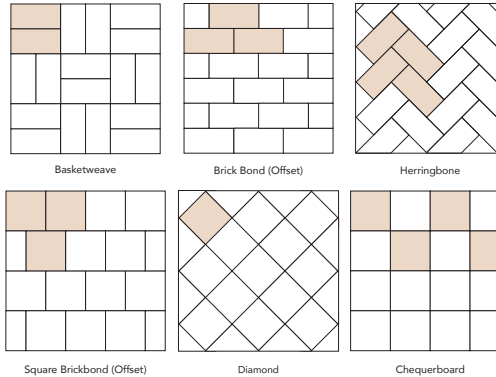 Basketweave
Brick Bond (Offset)
Herringbone
Square Brickbond (Offset)
Diamond
Chequerboard